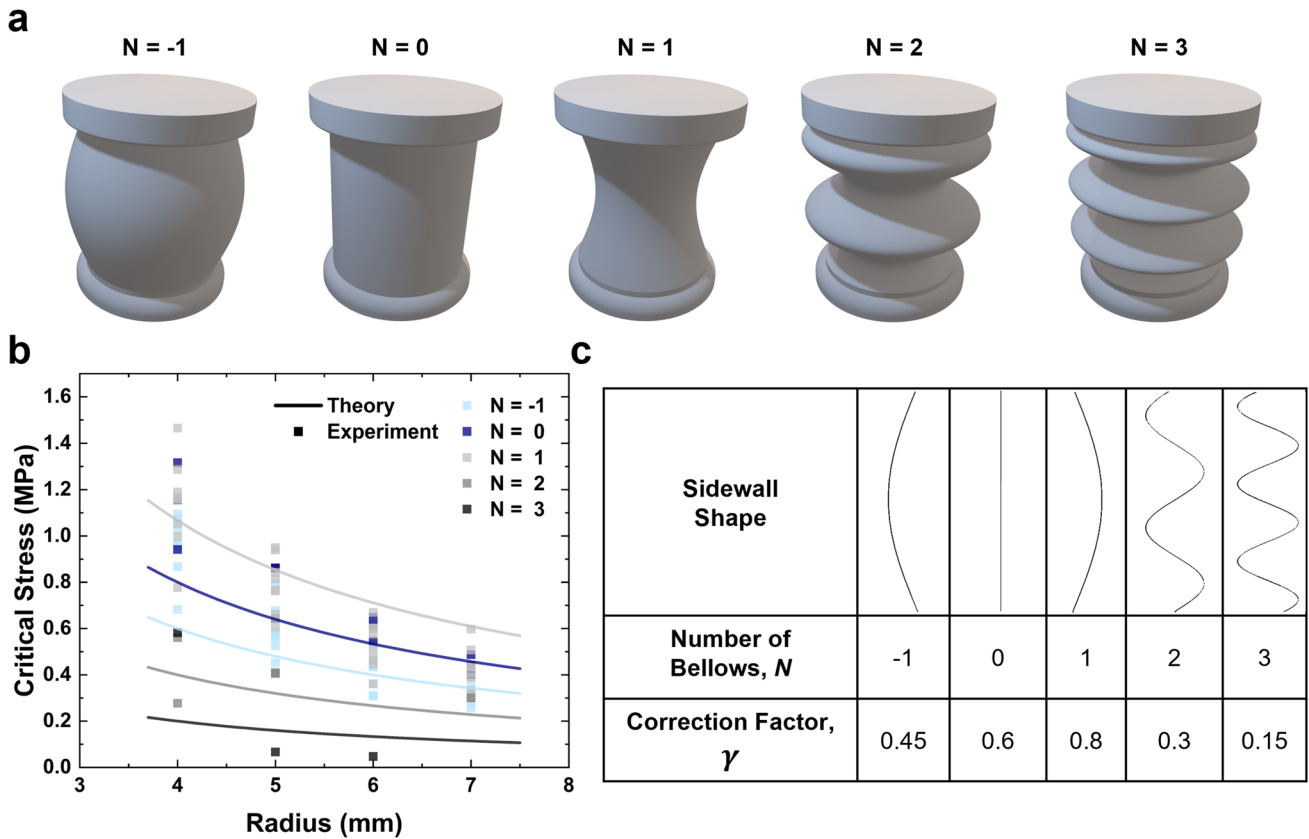 a
N = -1
N = 0
N = 1
N = 2
N = 3
b
Critical Stress (MPa)
1.6
1.4
1.2
1.0
0.8
0.6
0.4
0.2
0.0
3
4
5
6
7
8
Radius (mm)
Theory
Experiment
N = -1
N = 0
N = 1
N = 2
N = 3
c
Sidewall
Shape
Number of
Bellows, N
-1
0
1
2
3
Correction Factor,
γ
0.45
0.6
0.8
0.3
0.15